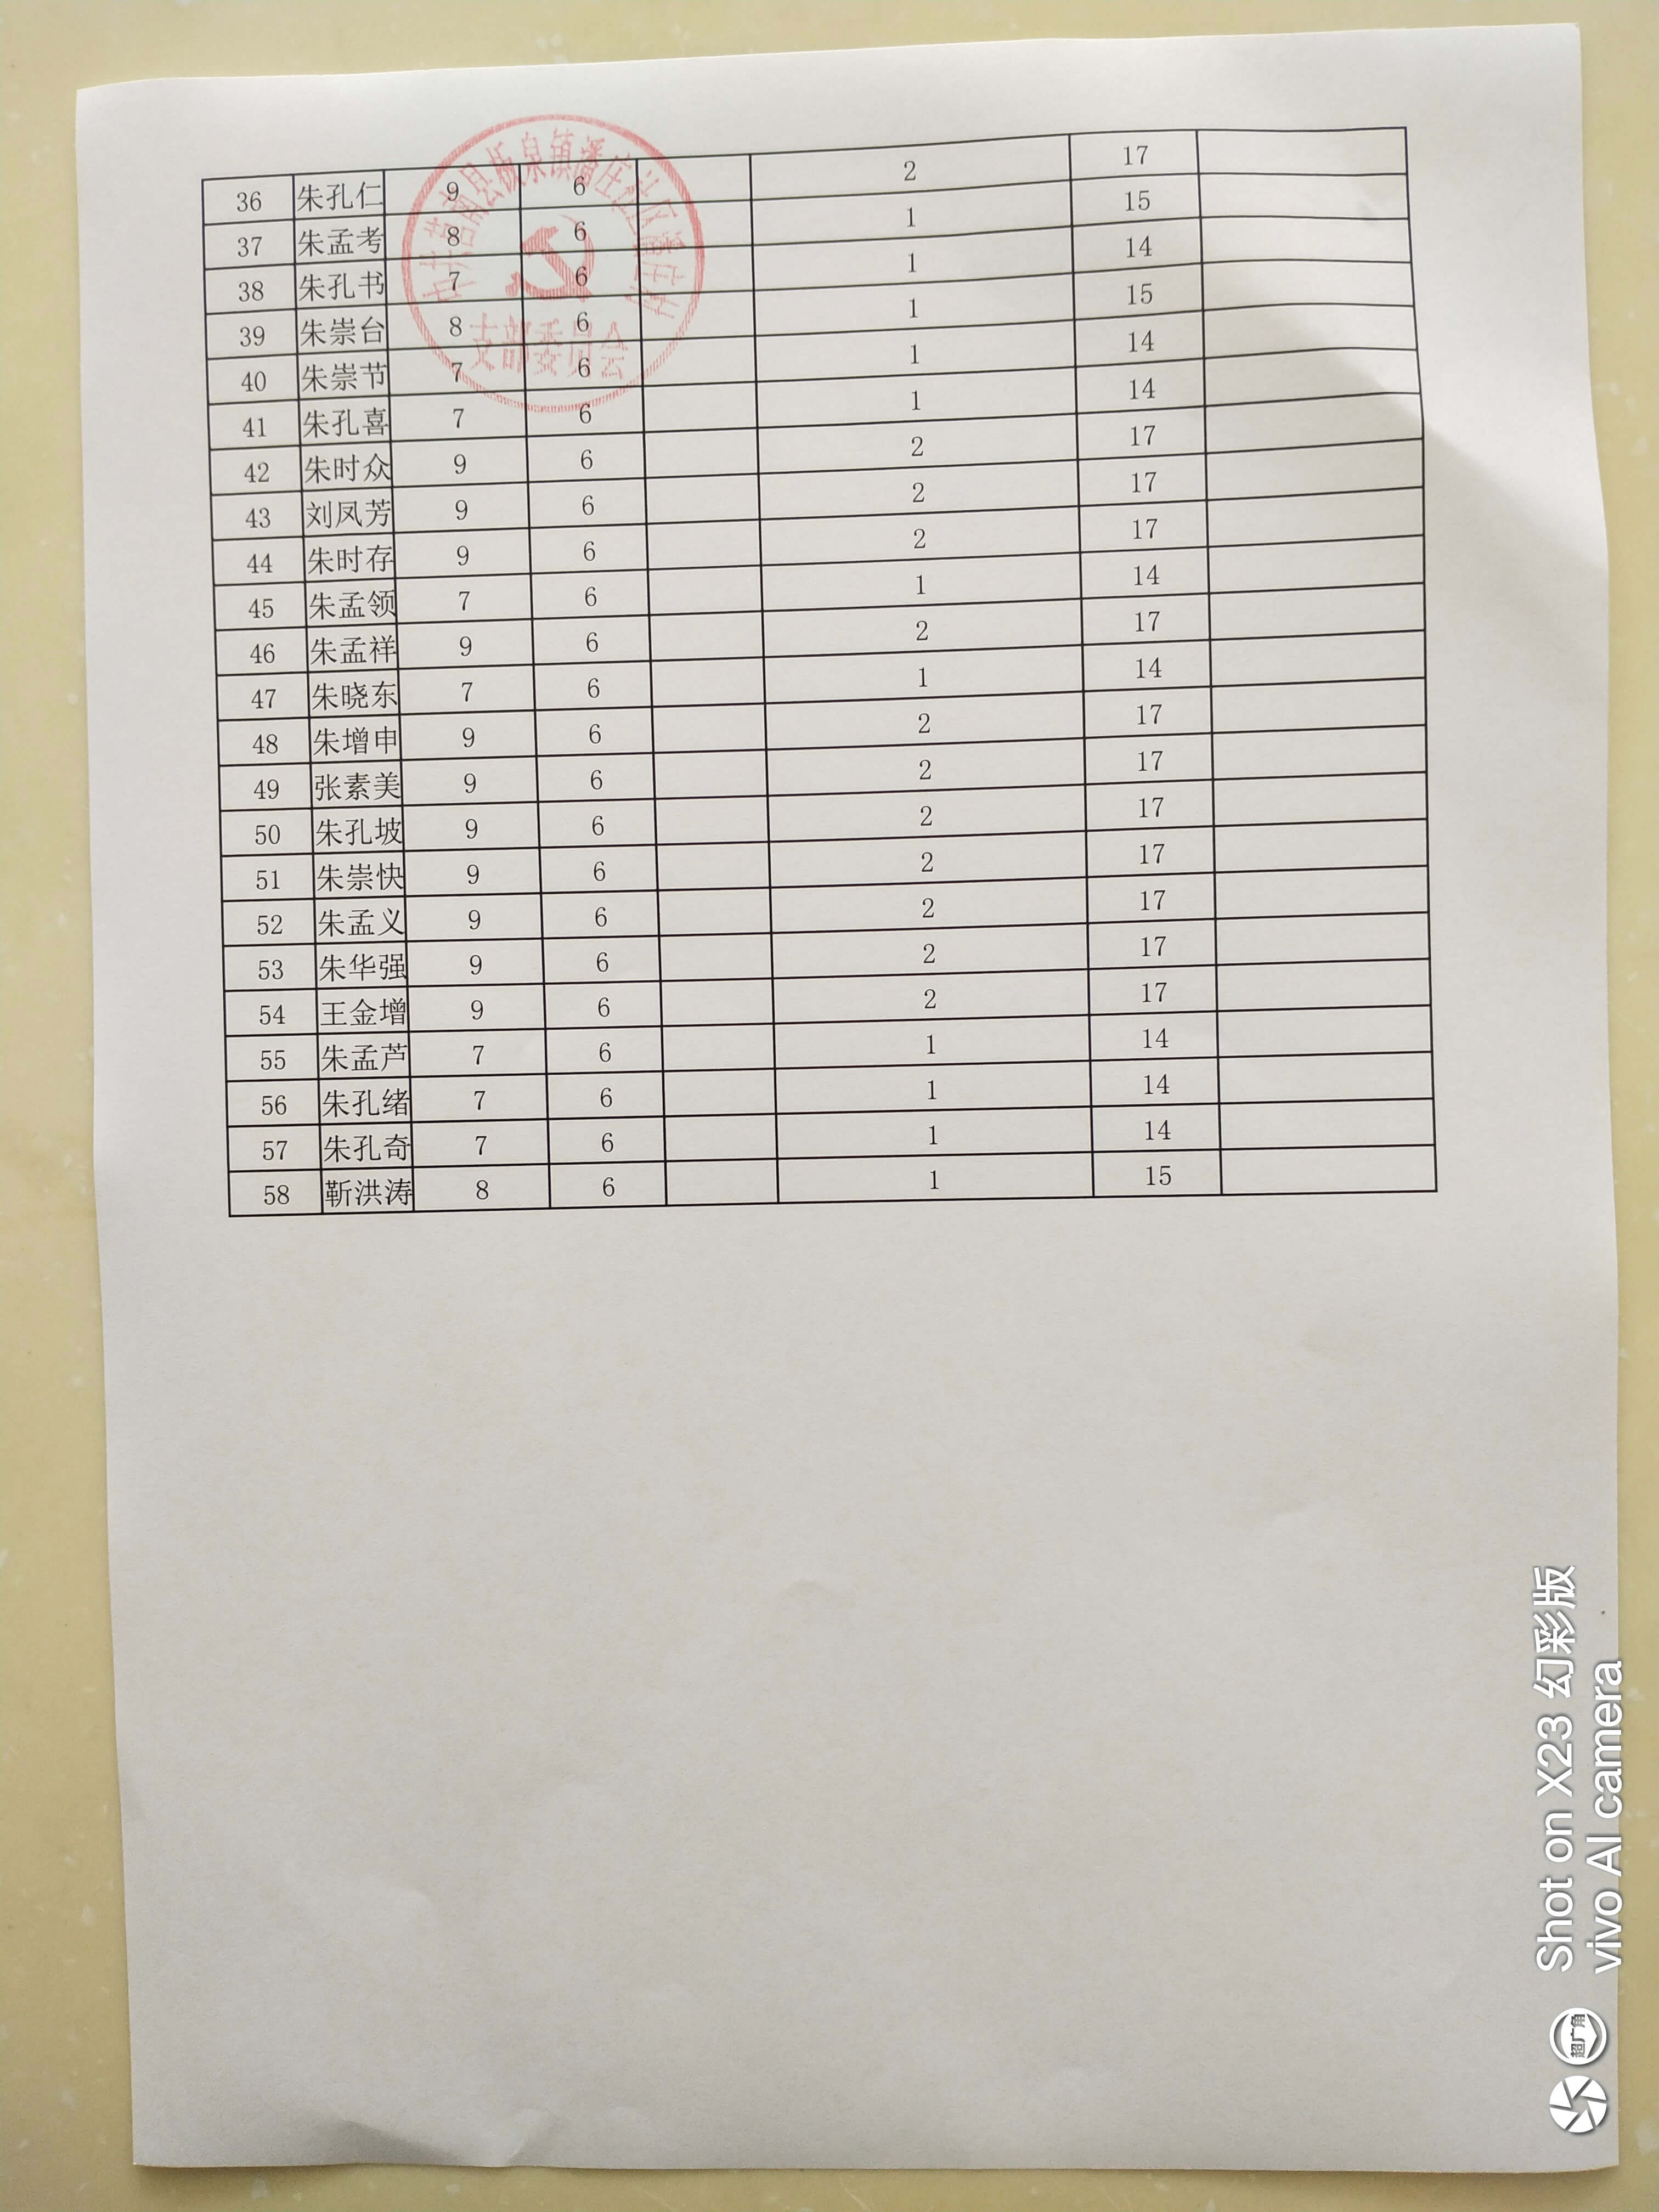 中共莒南县板泉镇潘庄社区
支部委员会
36 朱孔仁 9 6 2 17
37 朱孟考 8 6 1 15
38 朱孔书 7 6 1 14
39 朱崇台 8 6 1 15
40 朱崇节 7 6 1 14
41 朱孔喜 7 6 1 14
42 朱时众 9 6 2 17
43 刘凤芳 9 6 2 17
44 朱时存 9 6 2 17
45 朱孟领 7 6 1 14
46 朱孟祥 9 6 2 17
47 朱晓东 7 6 1 14
48 朱增申 9 6 2 17
49 张素美 9 6 2 17
50 朱孔坡 9 6 2 17
51 朱崇快 9 6 2 17
52 朱孟义 9 6 2 17
53 朱华强 9 6 2 17
54 王金增 9 6 2 17
55 朱孟芦 7 6 1 14
56 朱孔绪 7 6 1 14
57 朱孔奇 7 6 1 14
58 靳洪涛 8 6 1 15
Shot on X23 幻彩版
vivo AI camera
超广角